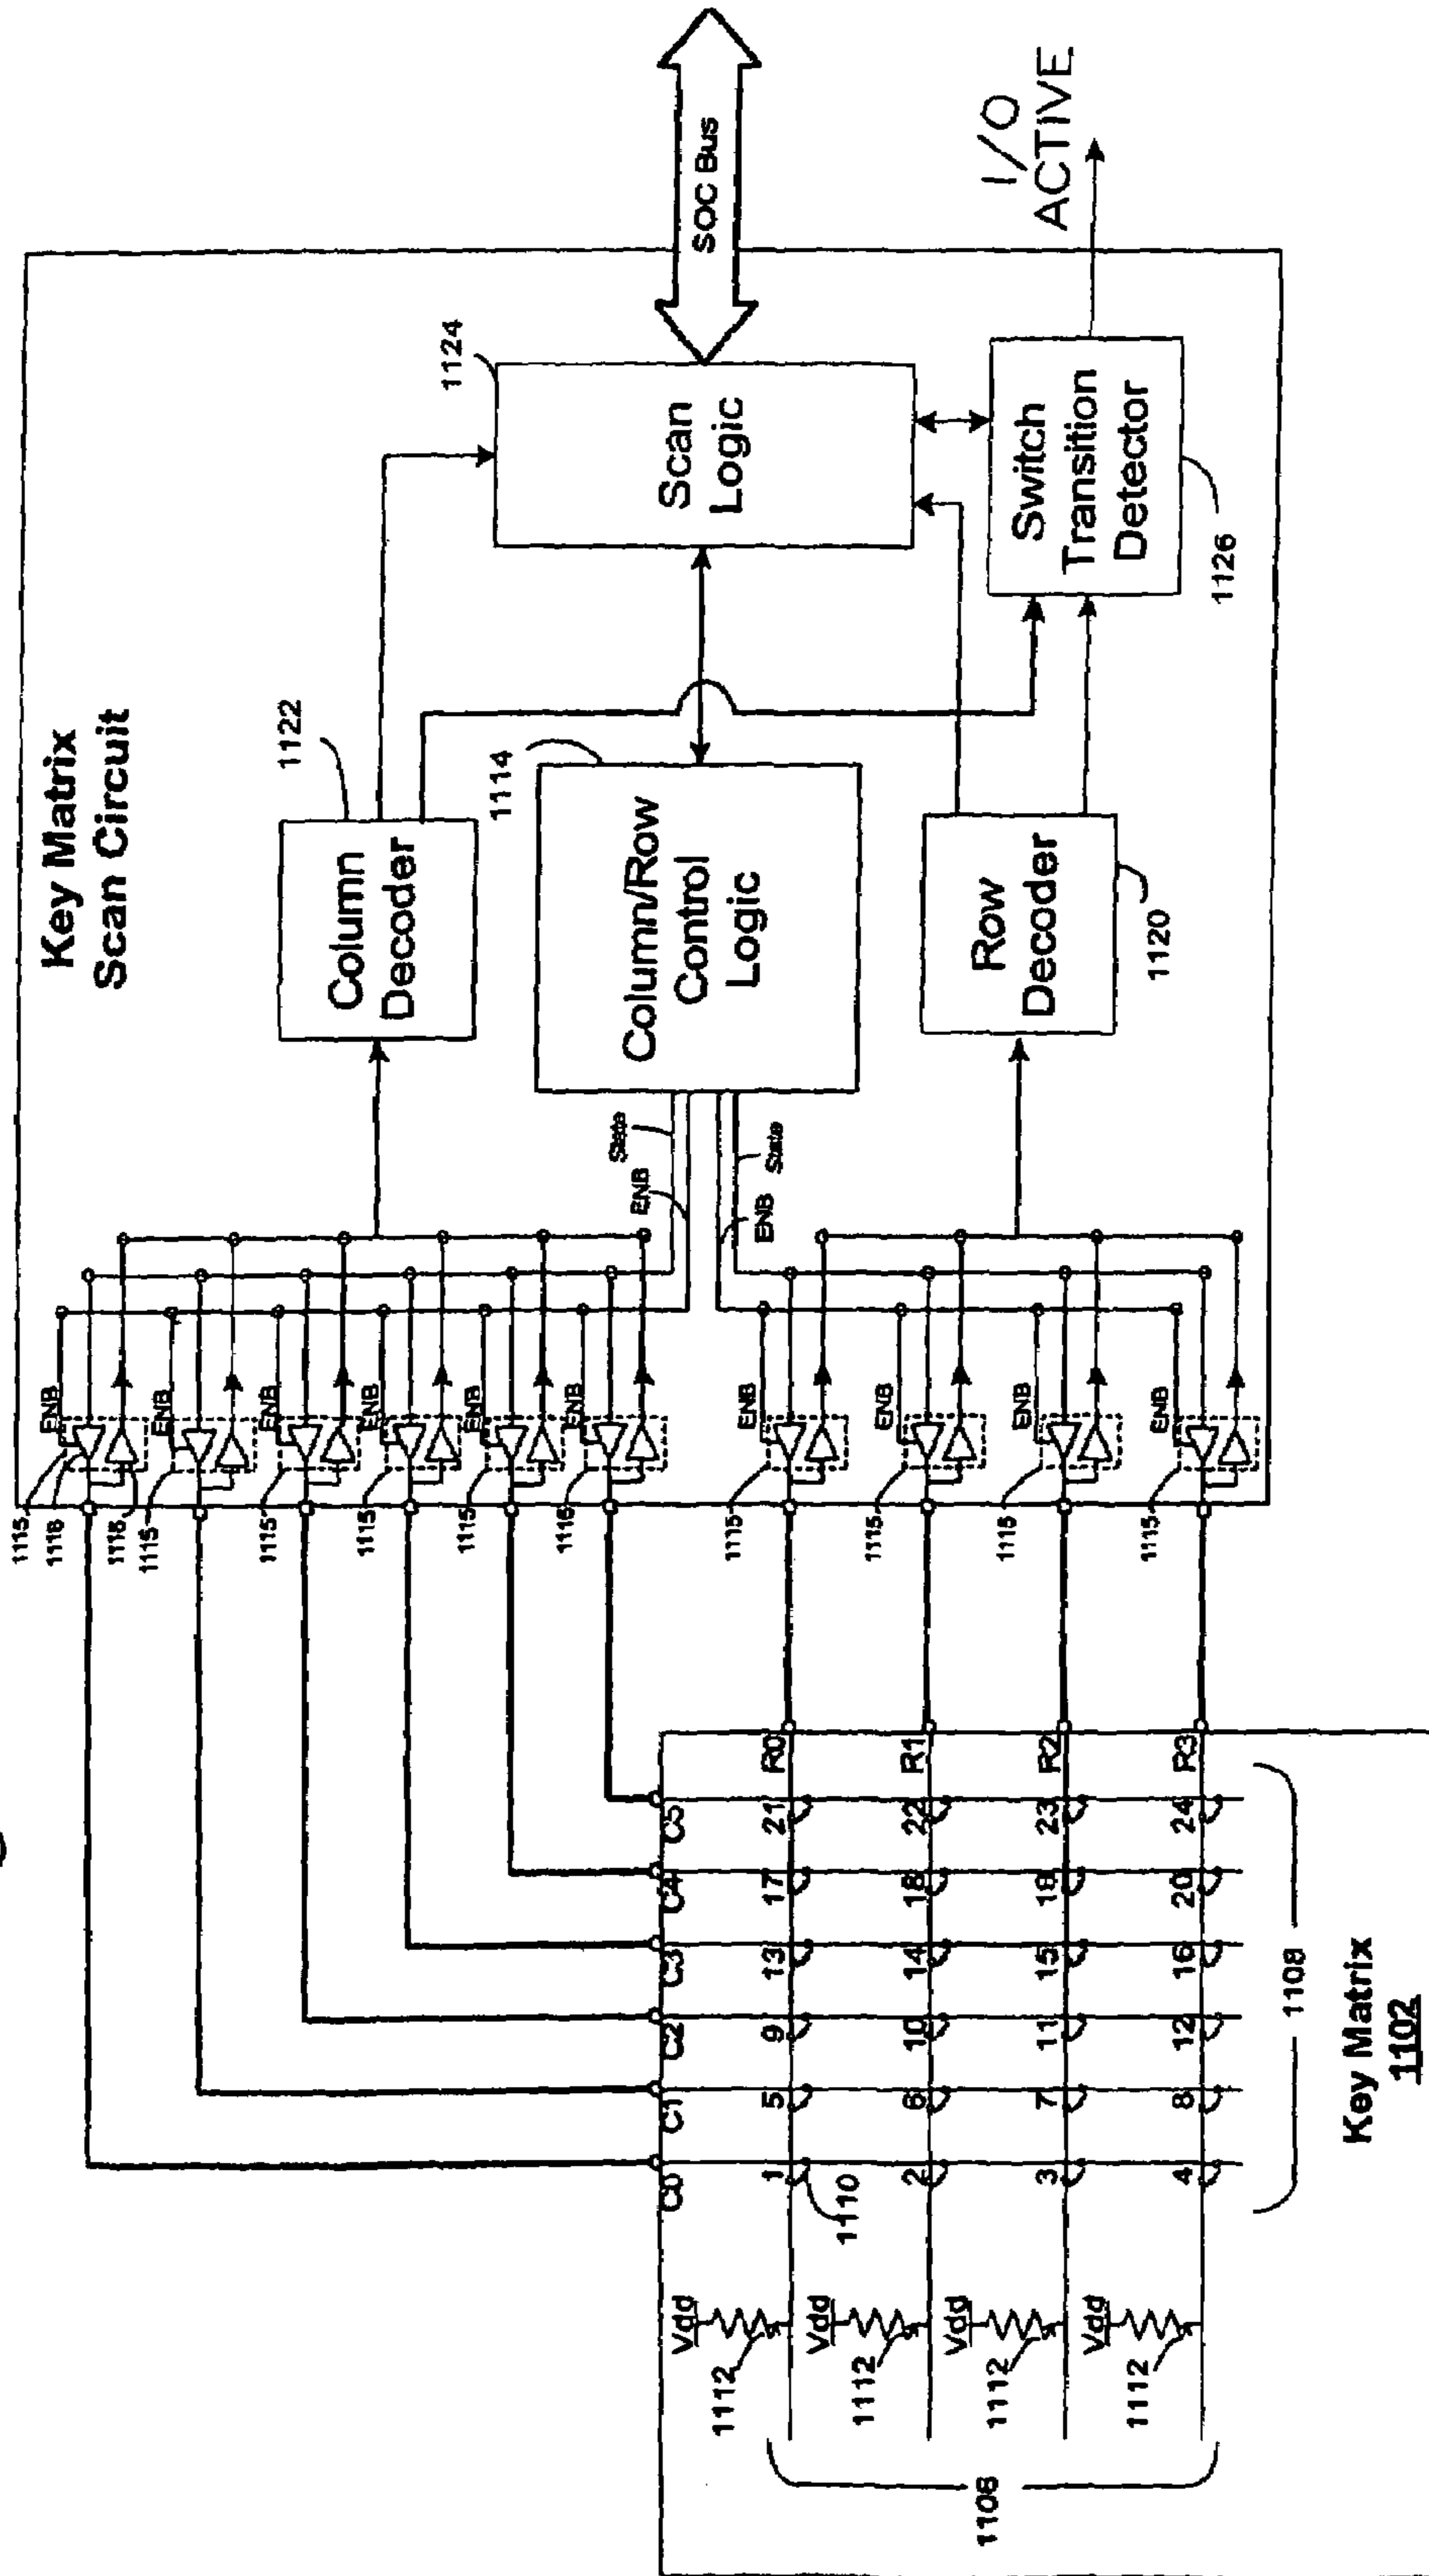 Key Matrix
Scan Circuit
1122
Column
Decoder
1124
Scan
Logic
SOC Bus
1114
Column/Row
Control
Logic
State
ENB
ENB
State
Row
Decoder
1120
Switch
Transition
Detector
1126
I/O
ACTIVE
ENB
ENB
ENB
ENB
ENB
ENB
ENB
ENB
ENB
ENB
1115
1116
1118
1115
1115
1115
1115
1115
1115
1115
1115
C0 C1 C2 C3 C4 C5
1 5 9 13 17 21 R0
2 6 10 14 18 22 R1
3 7 11 15 19 23 R2
4 8 12 16 20 24 R3
1110
Vdd
1112
Vdd
1112
Vdd
1112
Vdd
1112
1106
1108
Key Matrix
1102